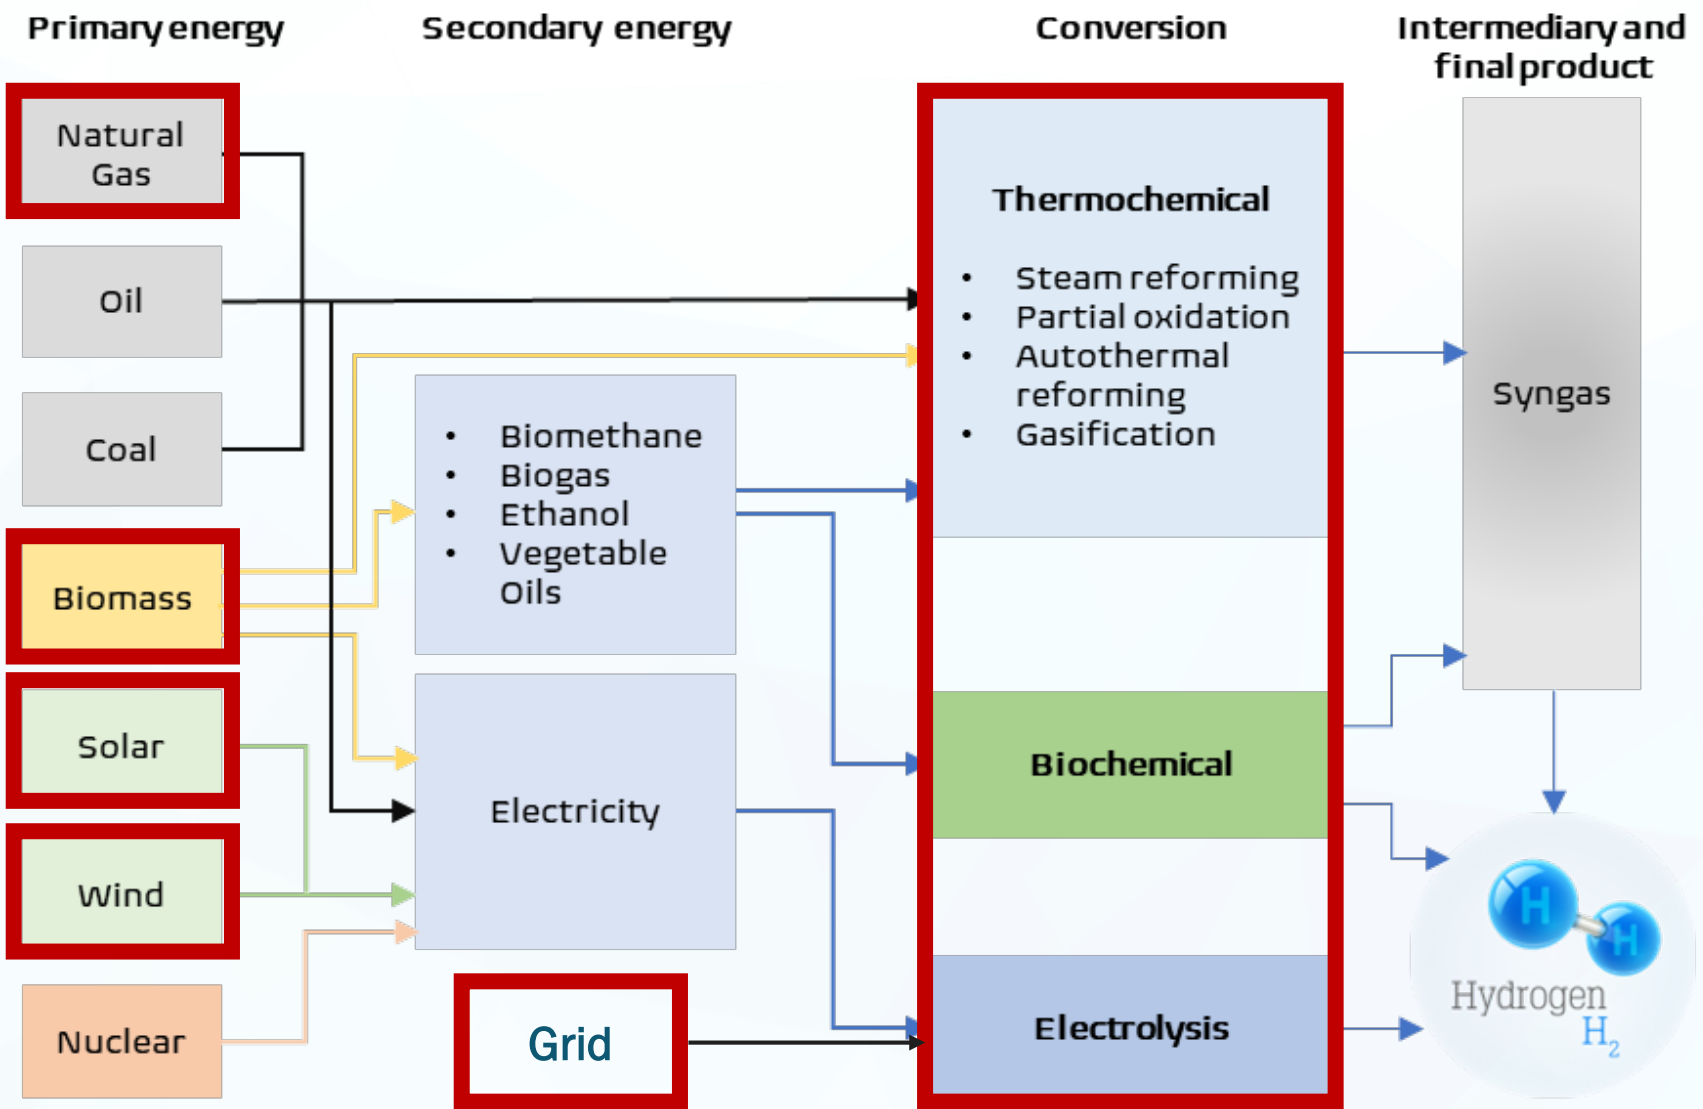 Primary energy
Secondary energy
Conversion
Intermediary and
final product
Natural
Gas
Oil
Coal
Biomass
Solar
Wind
Nuclear
• Biomethane
• Biogas
• Ethanol
• Vegetable
Oils
Electricity
Grid
Thermochemical
• Steam reforming
• Partial oxidation
• Autothermal
reforming
• Gasification
Biochemical
Electrolysis
Syngas
H
H
Hydrogen
H2